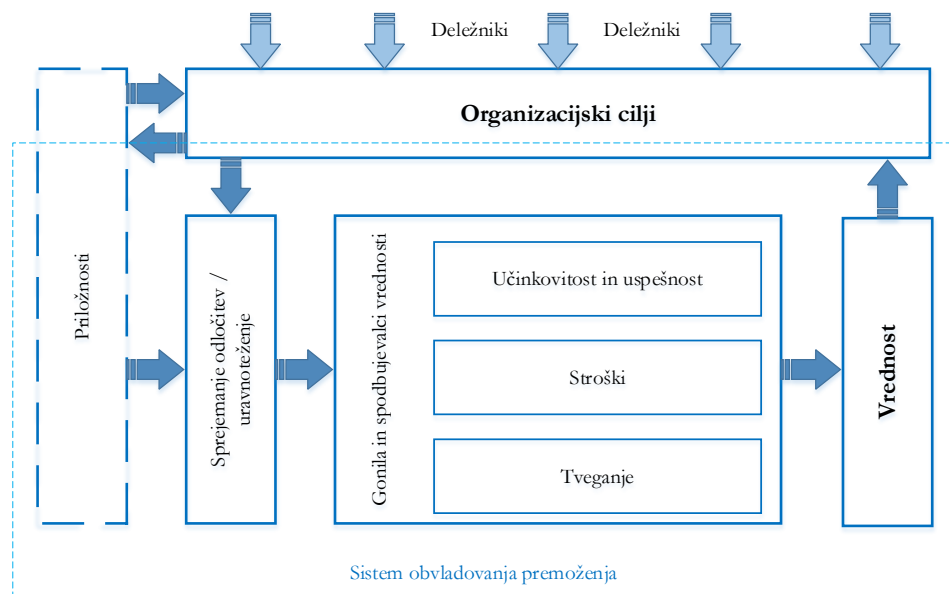 Deležniki
Deležniki
Organizacijski cilji
Priložnosti
Sprejemanje odločitev /
uravnoteženje
Gonila in spodbujevalci vrednosti
Učinkovitost in uspešnost
Stroški
Tveganje
Vrednost
Sistem obvladovanja premoženja